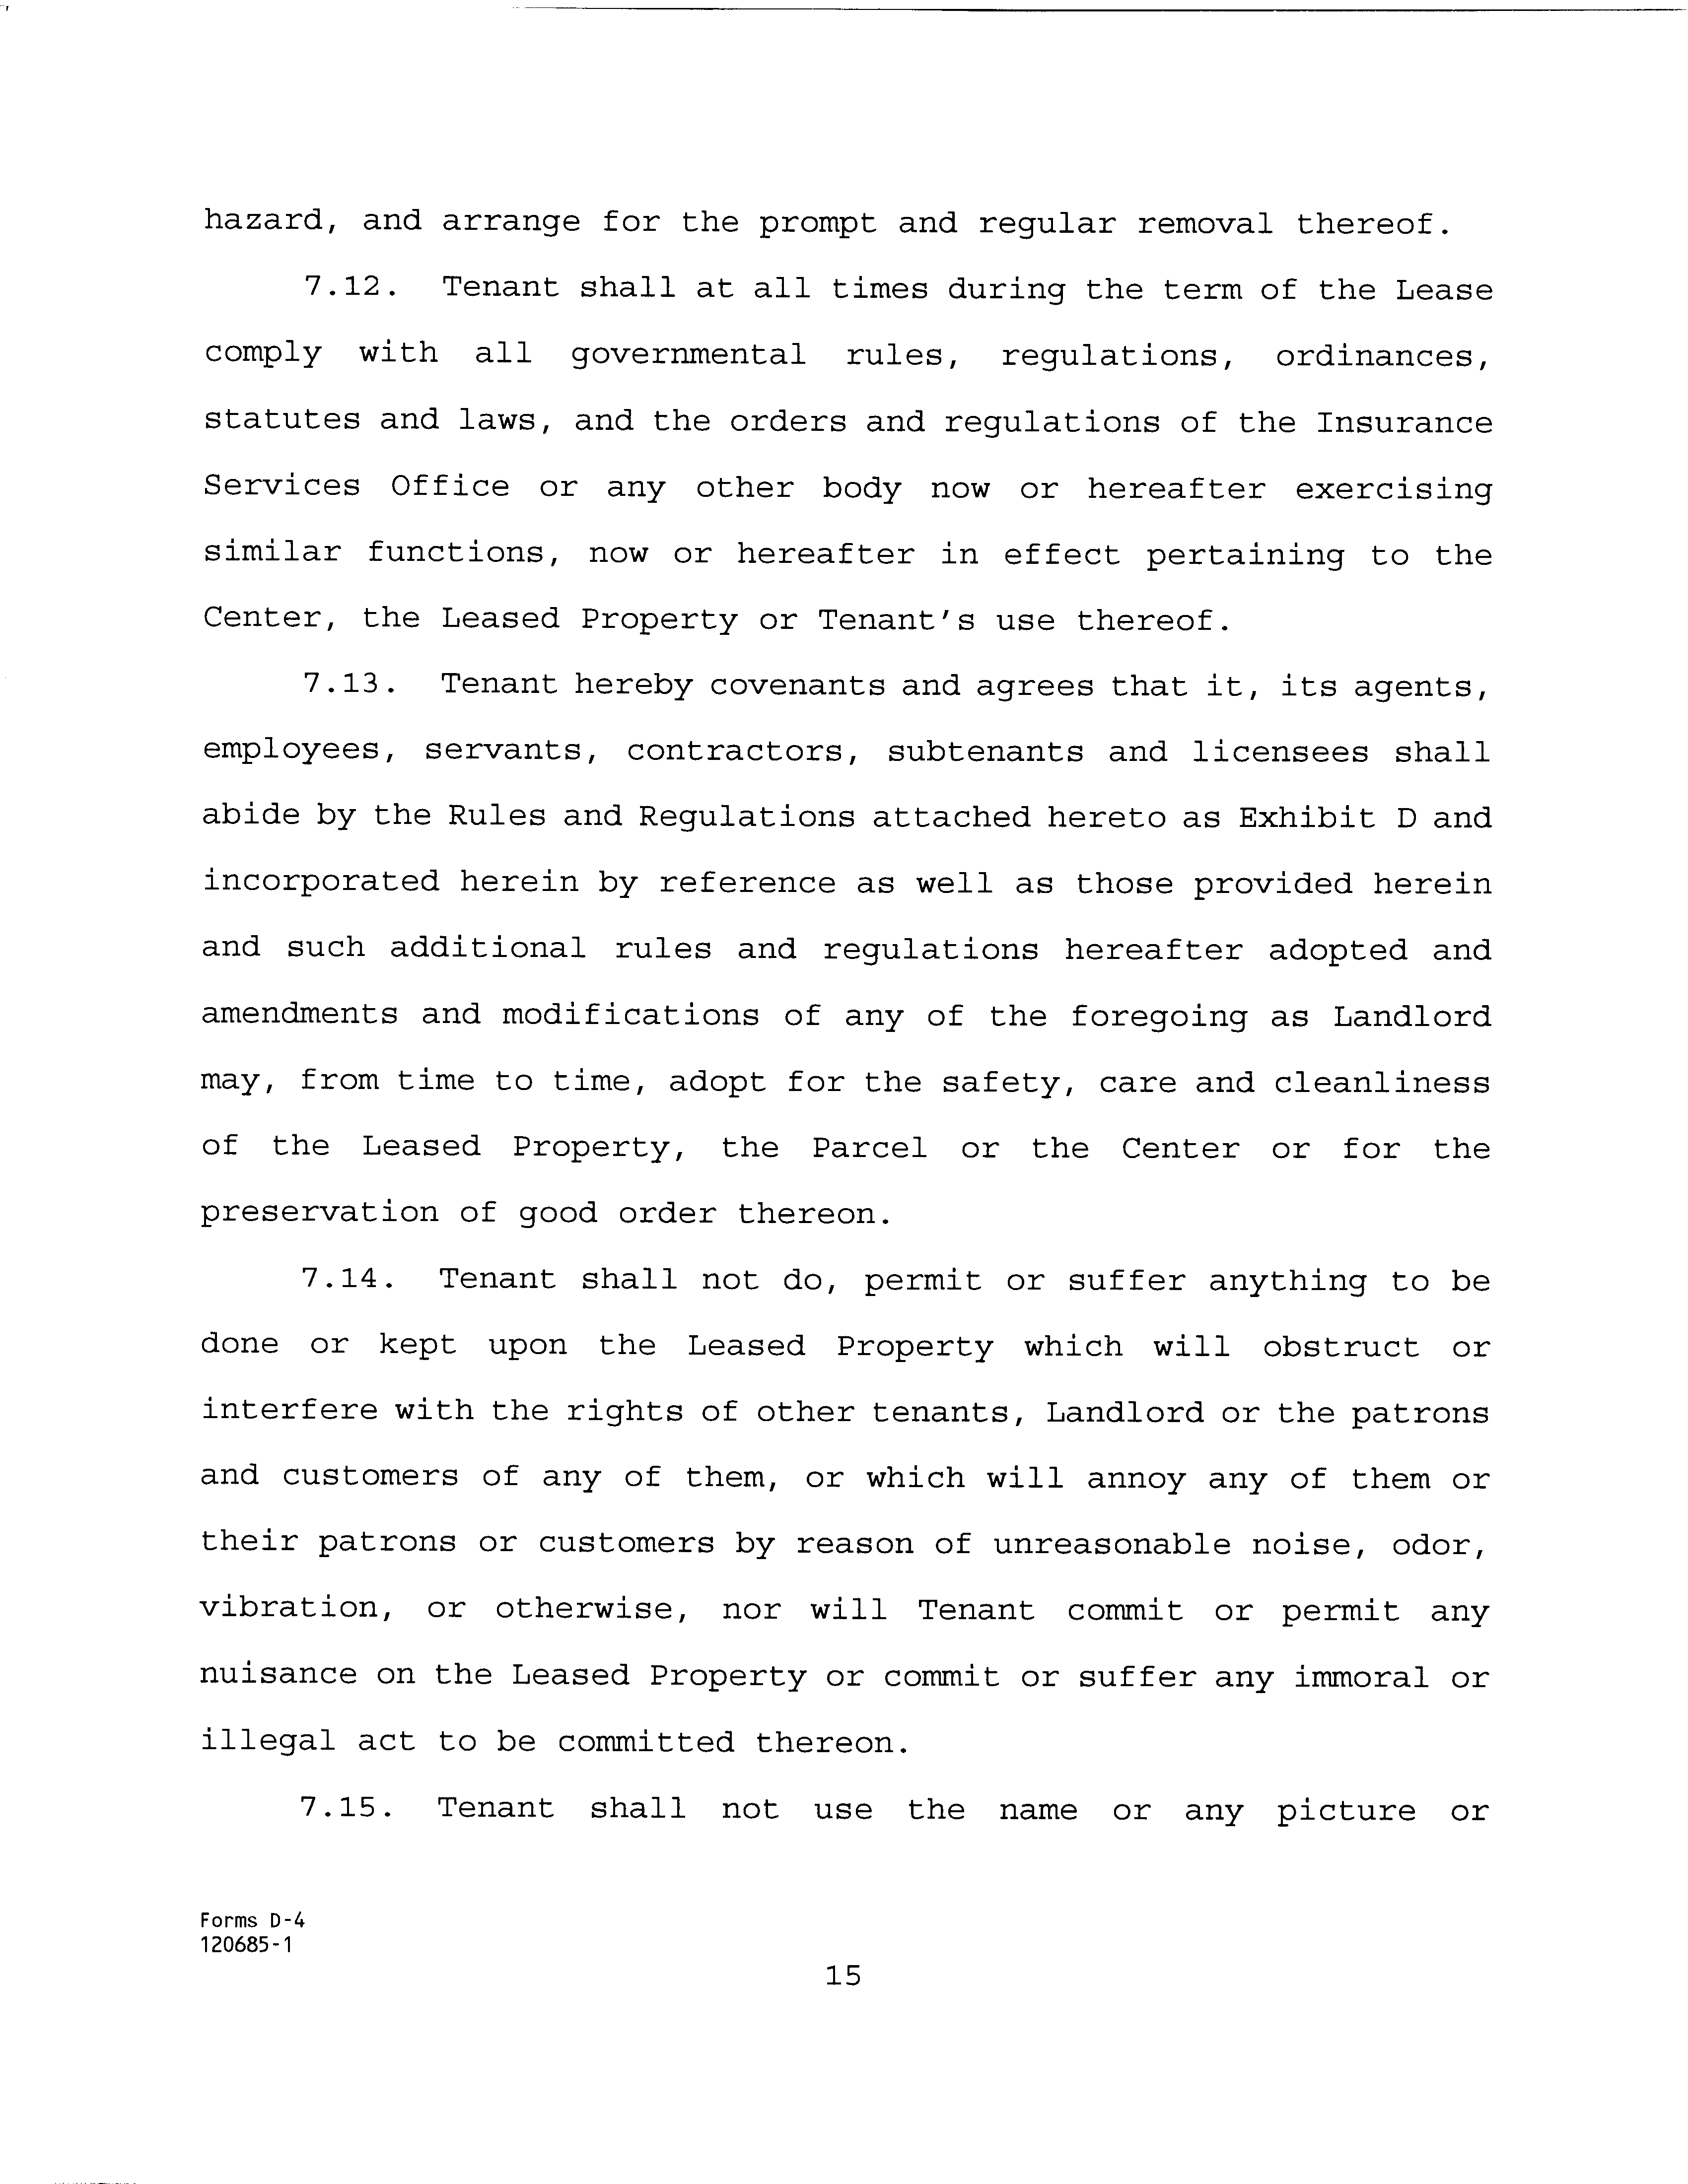 hazard, and arrange for the prompt and regular removal thereof.
7.12. Tenant shall at all times during the term of the Lease
comply with all governmental rules, regulations, ordinances,
statutes and laws, and the orders and regulations of the Insurance
Services Office or any other body now or hereafter exercising
similar functions, now or hereafter in effect pertaining to the
Center, the Leased Property or Tenant's use thereof.
7.13. Tenant hereby covenants and agrees that it, its agents,
employees, servants, contractors, subtenants and licensees shall
abide by the Rules and Regulations attached hereto as Exhibit D and
incorporated herein by reference as well as those provided herein
and such additional rules and regulations hereafter adopted and
amendments and modifications of any of the foregoing as Landlord
may, from time to time, adopt for the safety, care and cleanliness
of the Leased Property, the Parcel or the Center or for the
preservation of good order thereon.
7.14. Tenant shall not do, permit or suffer anything to be
done or kept upon the Leased Property which will obstruct or
interfere with the rights of other tenants, Landlord or the patrons
and customers of any of them, or which will annoy any of them or
their patrons or customers by reason of unreasonable noise, odor,
vibration, or otherwise, nor will Tenant commit or permit any
nuisance on the Leased Property or commit or suffer any immoral or
illegal act to be committed thereon.
7.15. Tenant shall not use the name or any picture or
Forms D-4
120685-1
15